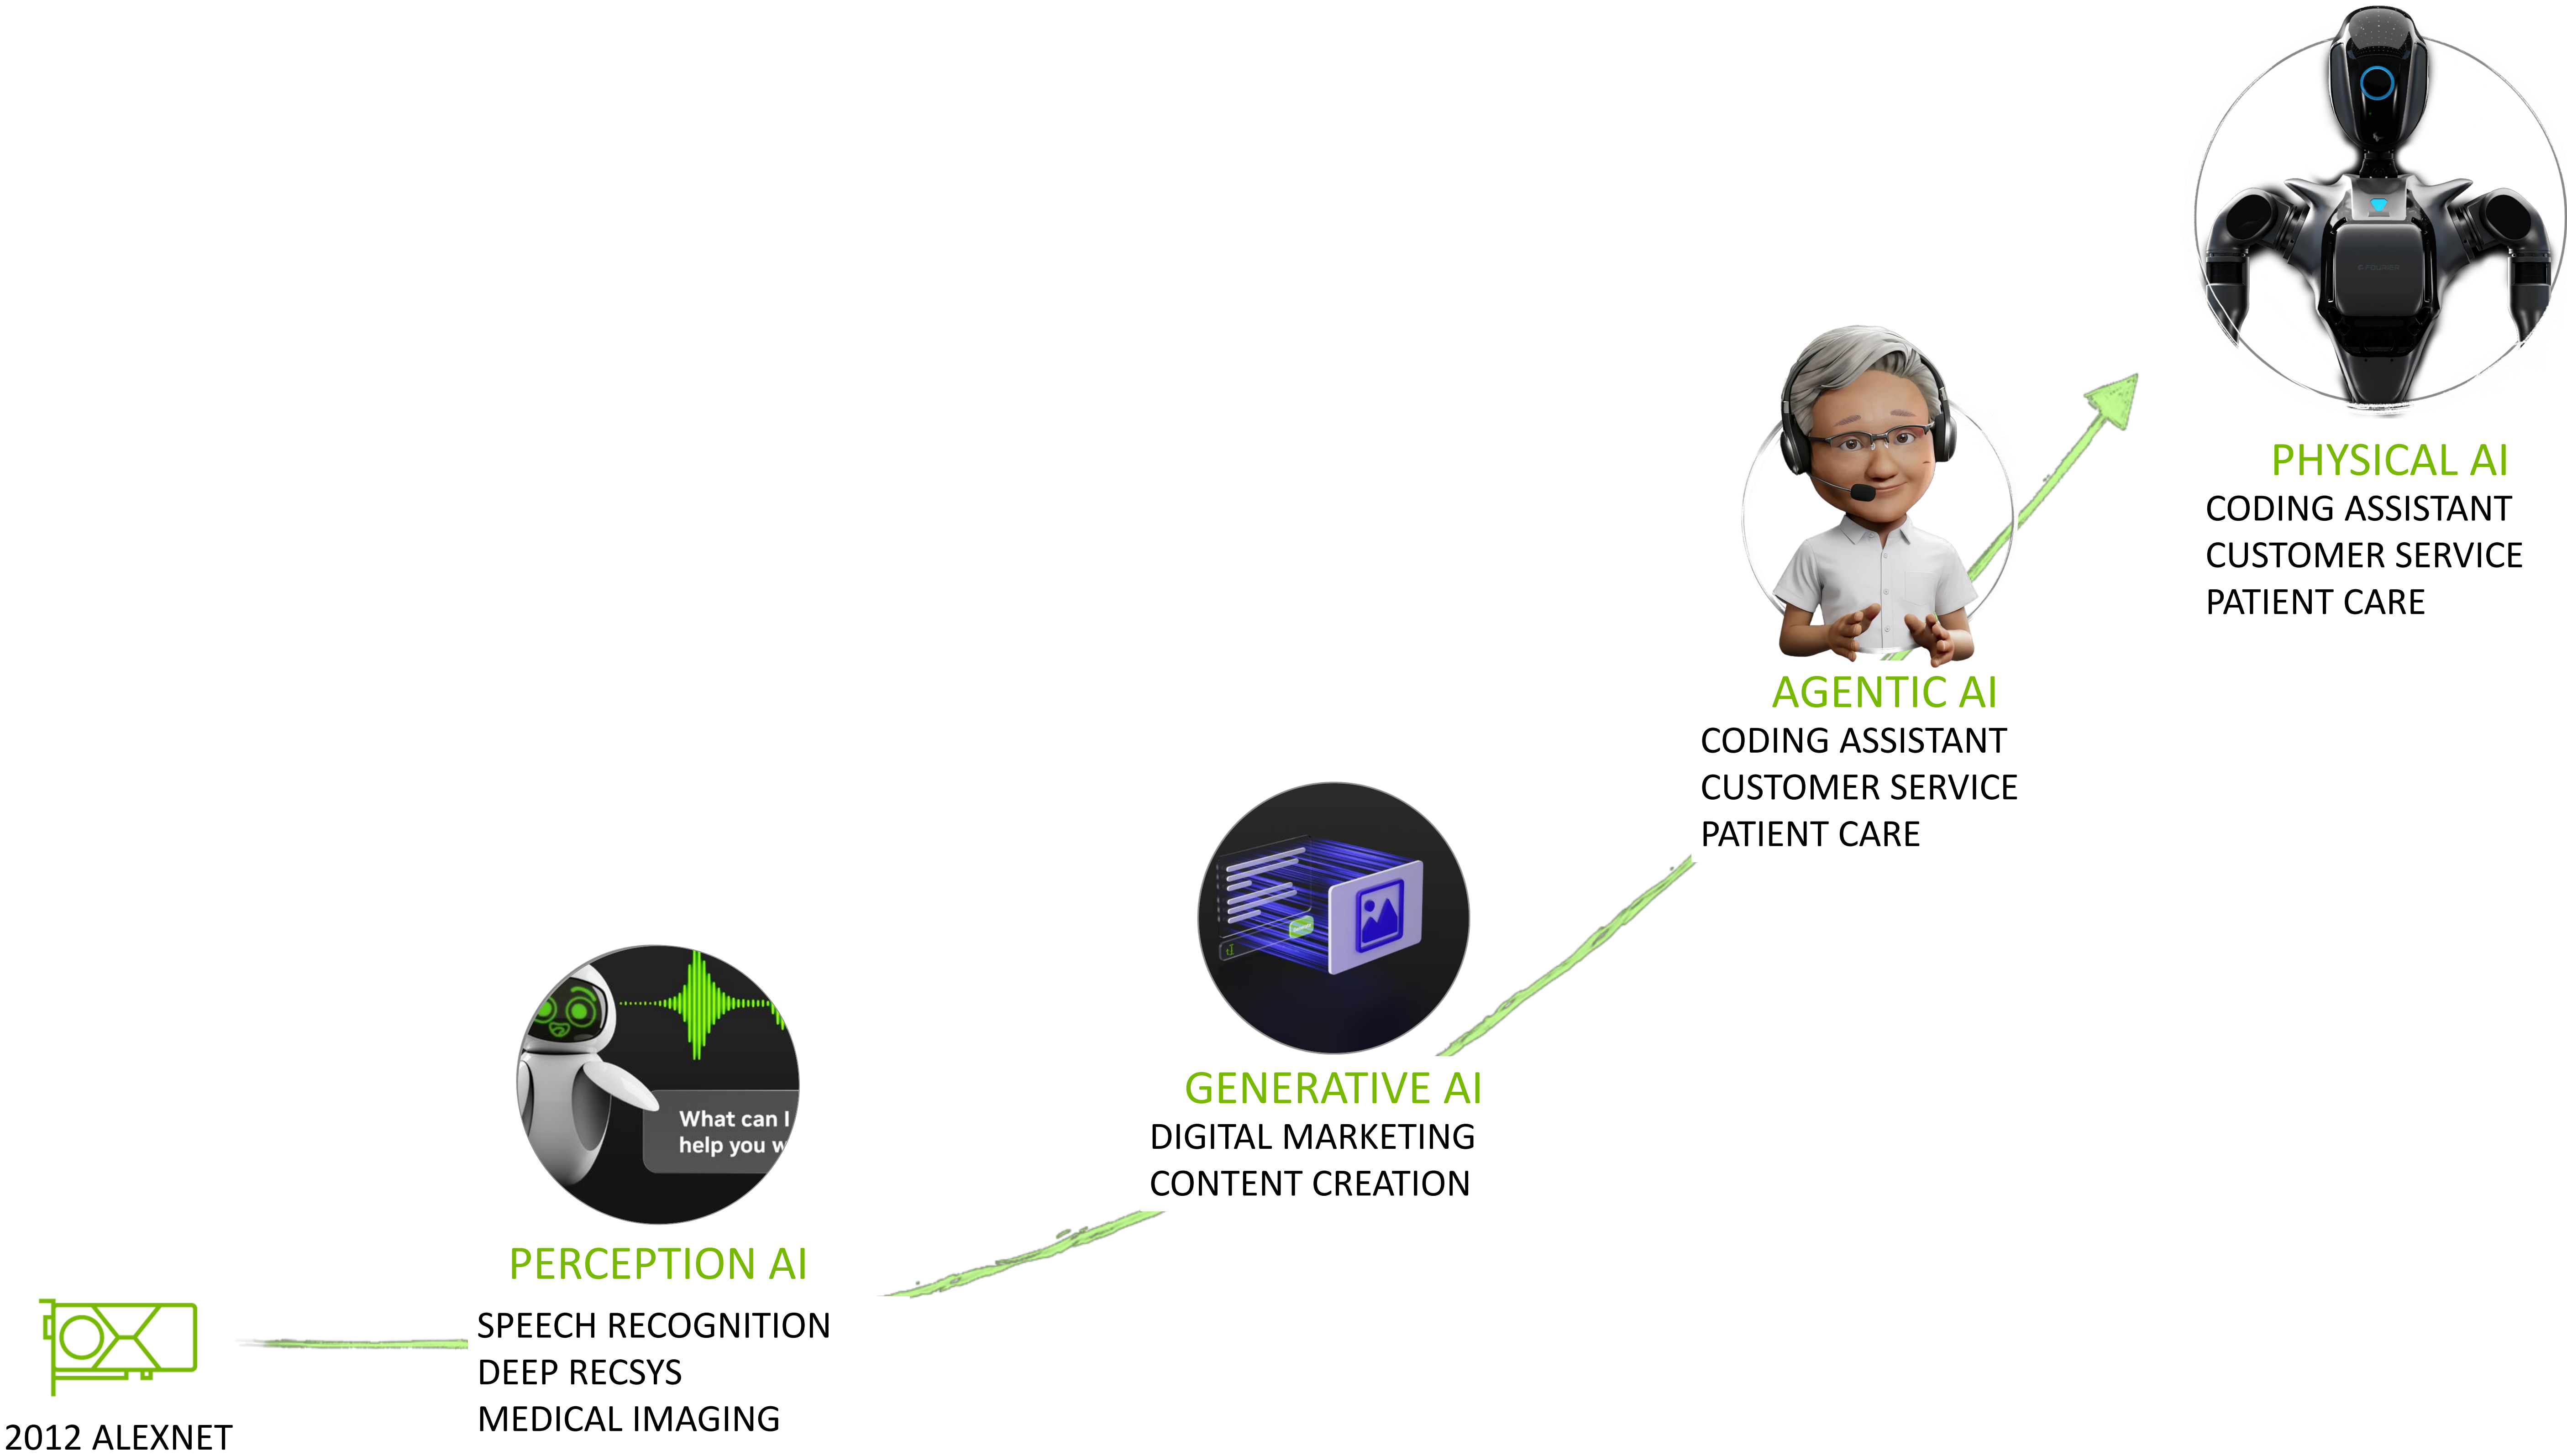 2012 ALEXNET
What can I
help you w
PERCEPTION AI
SPEECH RECOGNITION
DEEP RECSYS
MEDICAL IMAGING
GENERATIVE AI
DIGITAL MARKETING
CONTENT CREATION
AGENTIC AI
CODING ASSISTANT
CUSTOMER SERVICE
PATIENT CARE
PHYSICAL AI
CODING ASSISTANT
CUSTOMER SERVICE
PATIENT CARE